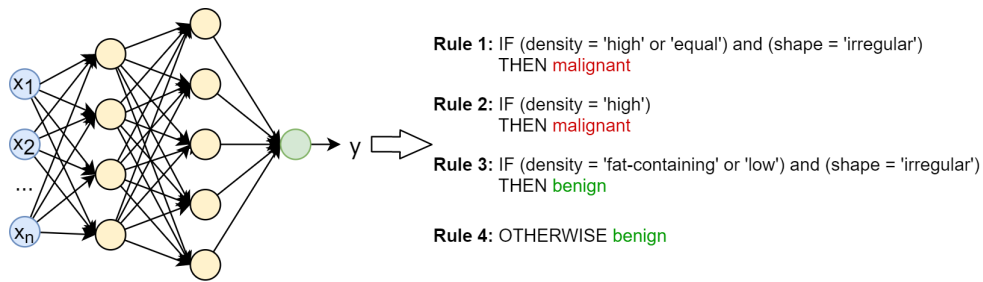 x1
x2
...
xn
y
Rule 1: IF (density = 'high' or 'equal') and (shape = 'irregular')
THEN malignant
Rule 2: IF (density = 'high')
THEN malignant
Rule 3: IF (density = 'fat-containing' or 'low') and (shape = 'irregular')
THEN benign
Rule 4: OTHERWISE benign